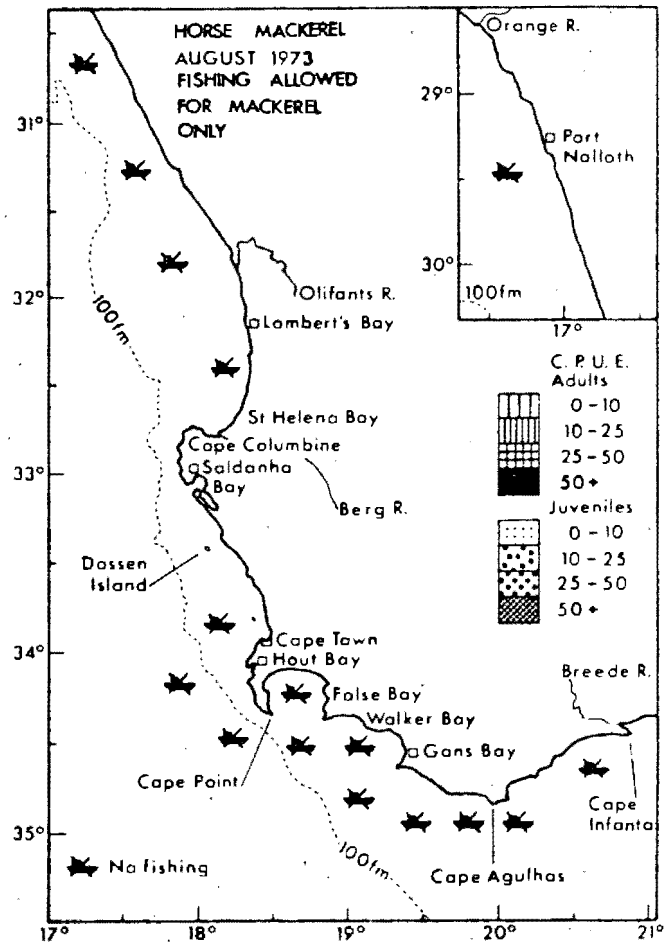 HORSE MACKEREL
AUGUST 1973
FISHING ALLOWED
FOR MACKEREL
ONLY
Orange R.
29°
Port
Nalloth
30°
100fm
17°
31°
32°
33°
34°
35°
100fm
Olifants R.
Lambert's Bay
St Helena Bay
Cape Columbine
Saldanha
Bay
Berg R.
Dassen
Island
Cape Town
Hout Bay
False Bay
Walker Bay
Gans Bay
Cape Point
Breede R.
Cape
Infanta
Cape Agulhas
100fm
No fishing
C. P. U. E.
Adults
0-10
10-25
25-50
50+
Juveniles
0-10
10-25
25-50
50+
17°
18°
19°
20°
21°